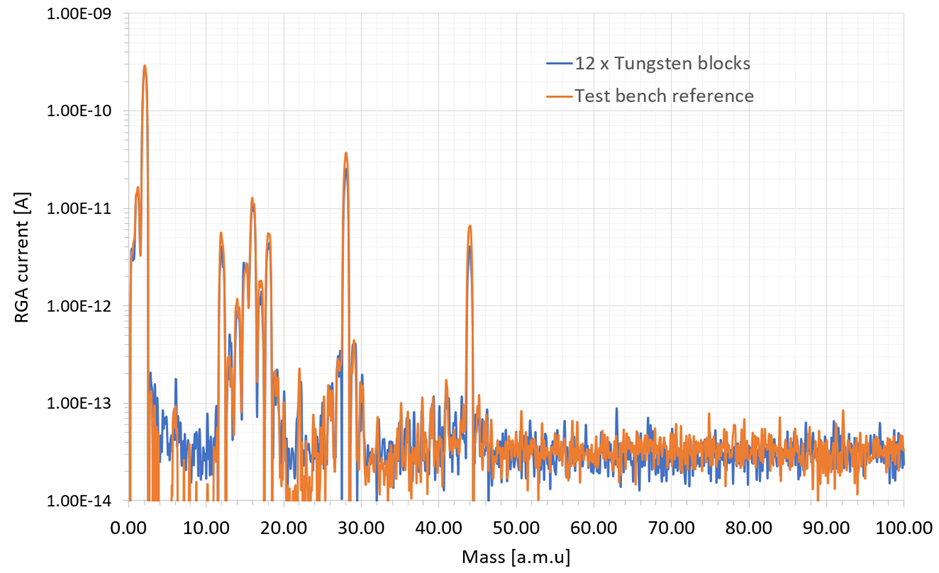 1.00E-09
12 x Tungsten blocks
Test bench reference
1.00E-10
1.00E-11
1.00E-12
1.00E-13
1.00E-14
RGA current [A]
0.00 10.00 20.00 30.00 40.00 50.00 60.00 70.00 80.00 90.00 100.00
Mass [a.m.u]